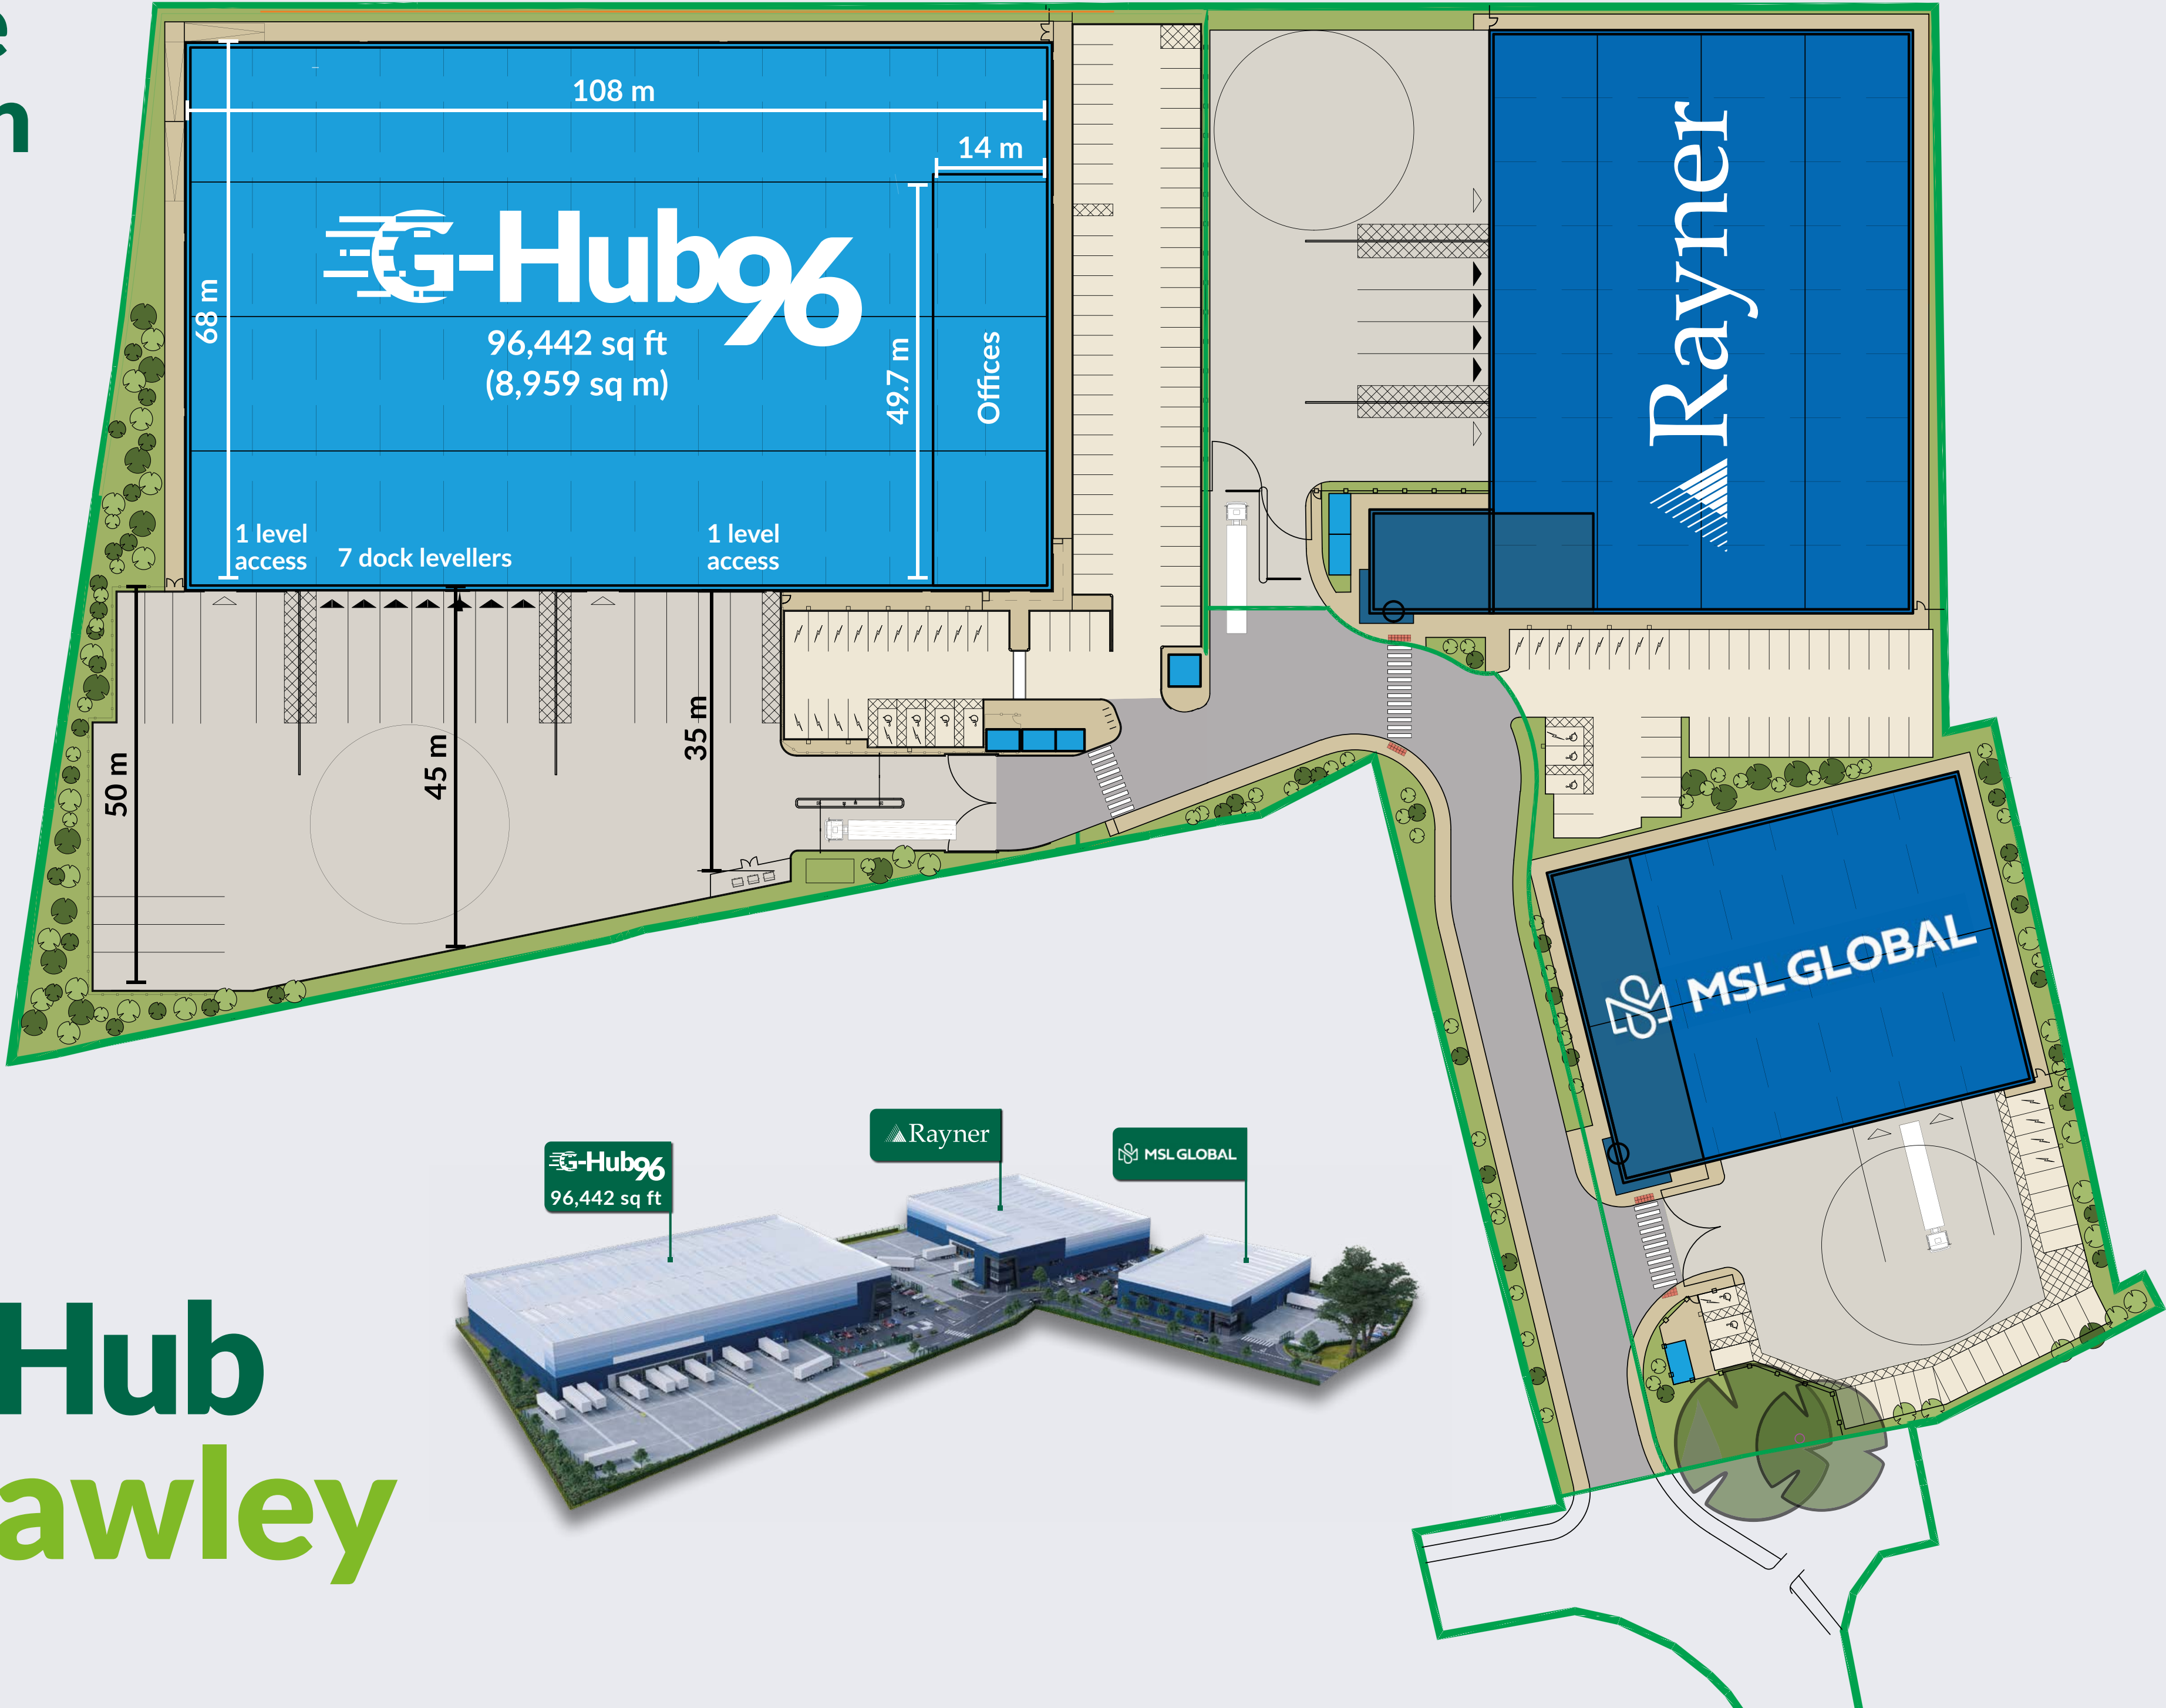 108 m
14 m
G-Hub96
96,442 sq ft
(8,959 sq m)
68 m
49.7 m
Offices
1 level
access
7 dock levellers
1 level
access
50 m
45 m
35 m
Rayner
MSL GLOBAL
G-Hub96
96,442 sq ft
Rayner
MSL GLOBAL
Hub
awley